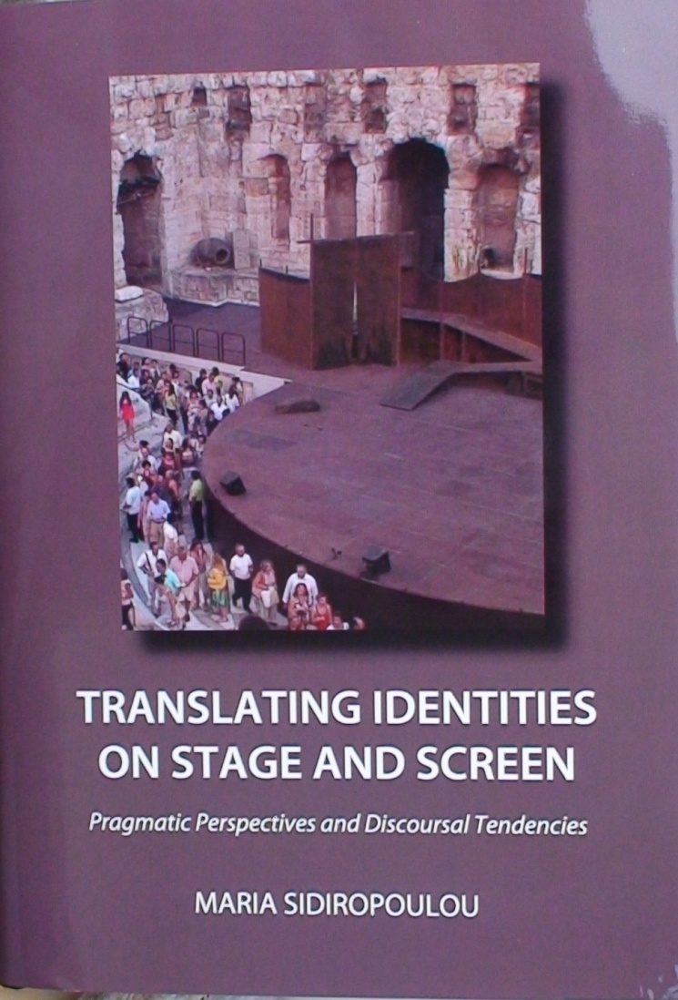 TRANSLATING IDENTITIES
ON STAGE AND SCREEN
Pragmatic Perspectives and Discoursal Tendencies
MARIA SIDIROPOULOU